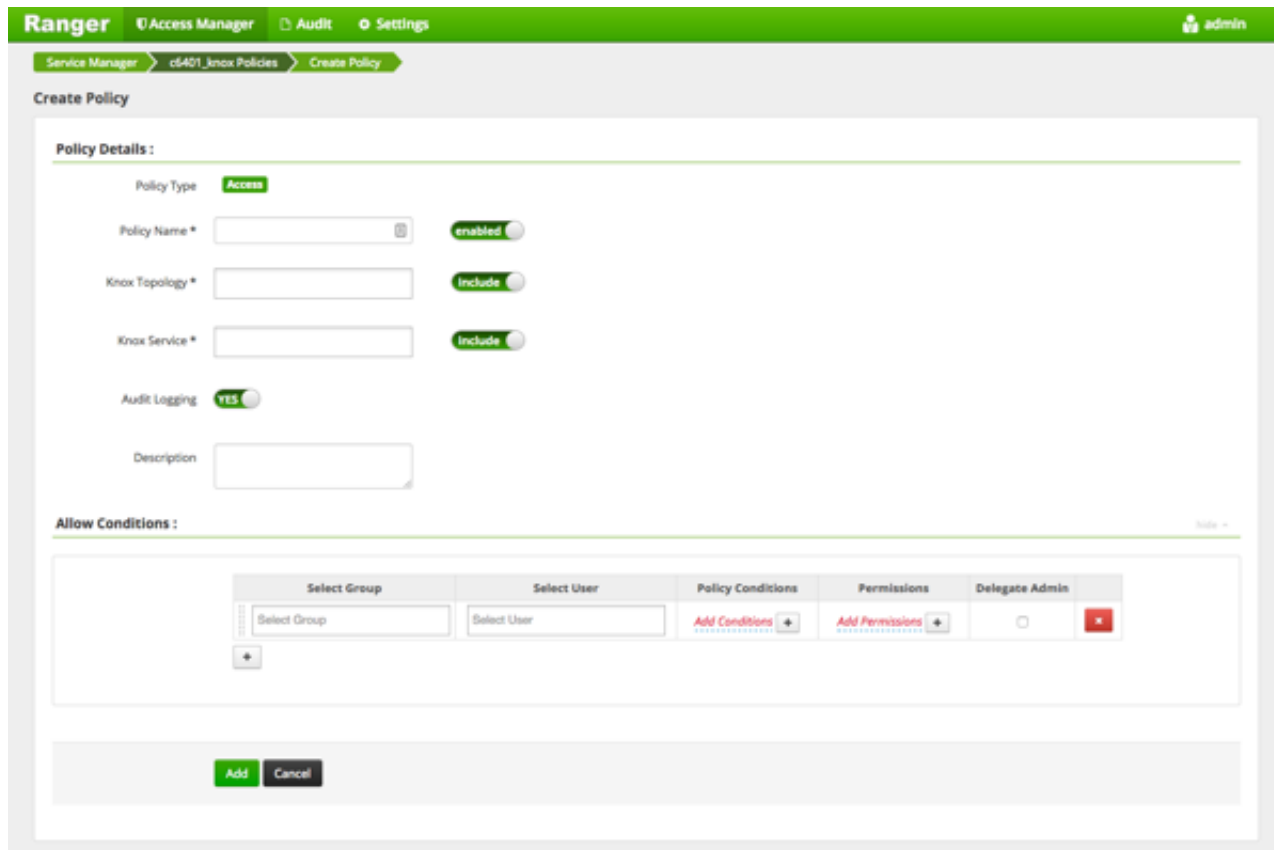 Ranger Access Manager Audit Settings admin
Service Manager c6401_knox Policies Create Policy
Create Policy
Policy Details :
Policy Type Access
Policy Name * enabled
Knox Topology * include
Knox Service * include
Audit Logging YES
Description
Allow Conditions : hide
Select Group Select User Policy Conditions Permissions Delegate Admin
Select Group Select User Add Conditions + Add Permissions + x
+
Add Cancel